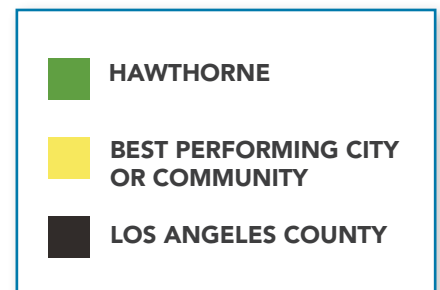 HAWTHORNE
BEST PERFORMING CITY
OR COMMUNITY
LOS ANGELES COUNTY